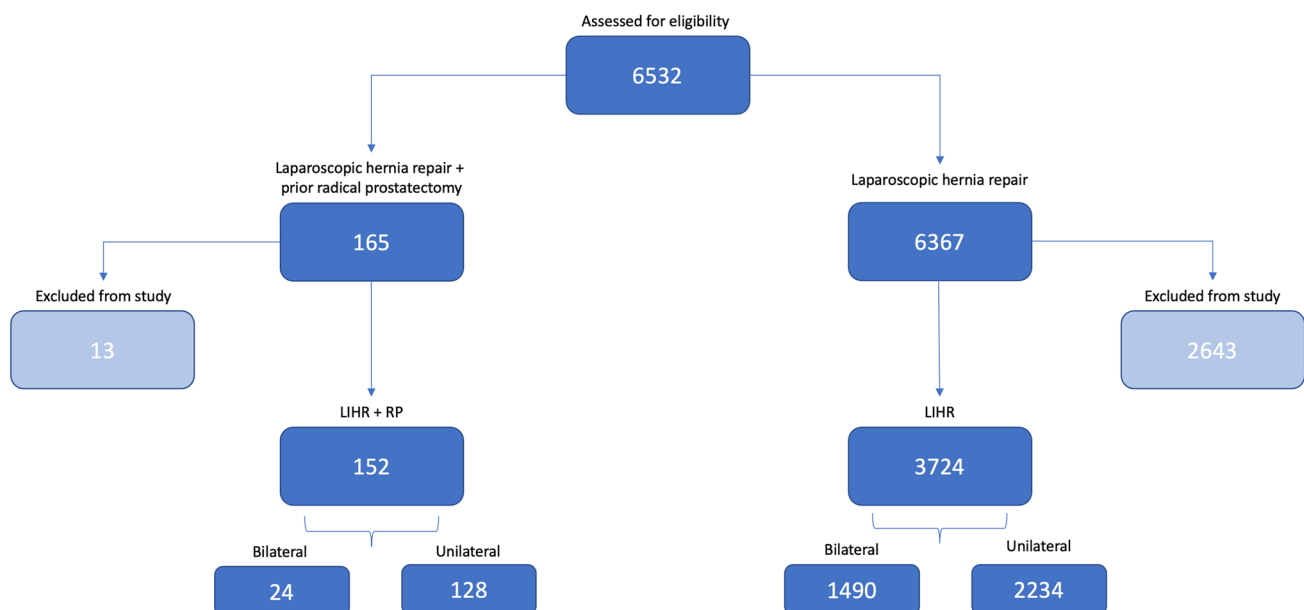 Assessed for eligibility
6532
Laparoscopic hernia repair +
prior radical prostatectomy
165
Laparoscopic hernia repair
6367
Excluded from study
13
Excluded from study
2643
LIHR + RP
152
LIHR
3724
Bilateral
24
Unilateral
128
Bilateral
1490
Unilateral
2234